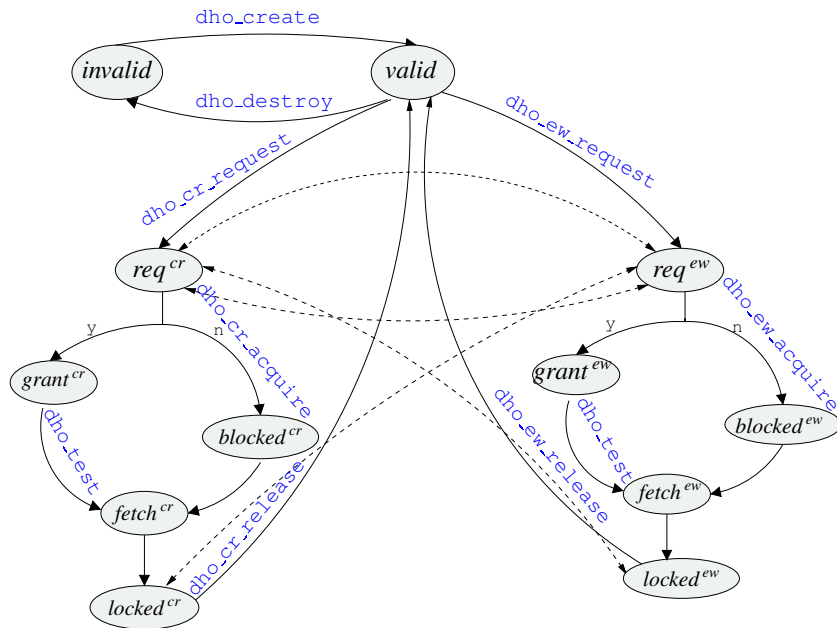 dho_create
invalid
valid
dho_destroy
dho_cr_request
dho_ew_request
req^cr
req^ew
dho_cr_acquire
dho_ew_acquire
y
n
y
n
grant^cr
grant^ew
dho_test
blocked^cr
dho_ew_release
dho_test
blocked^ew
fetch^cr
dho_cr_release
fetch^ew
locked^cr
locked^ew